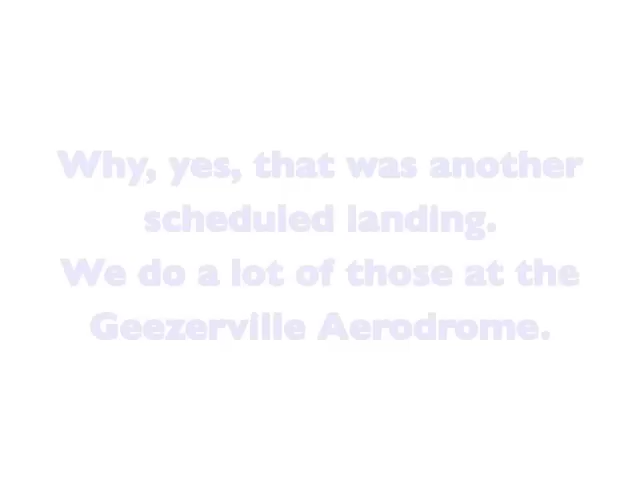 Why, yes, that was another
scheduled landing.
We do a lot of those at the
Geezerville Aerodrome.